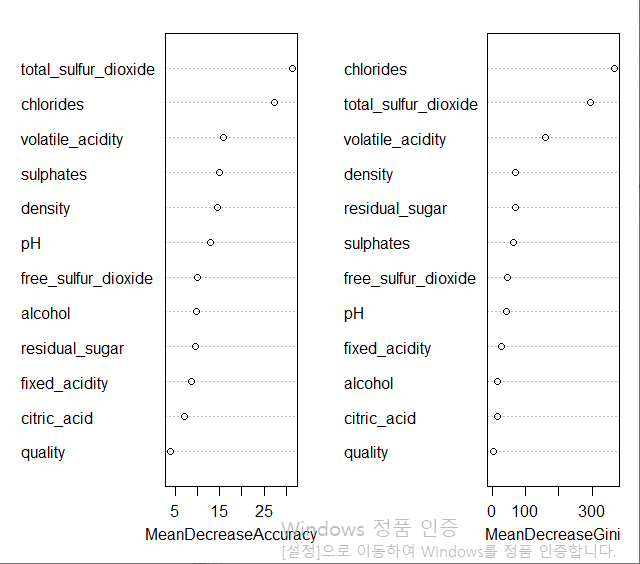 total_sulfur_dioxide
chlorides
volatile_acidity
sulphates
density
pH
free_sulfur_dioxide
alcohol
residual_sugar
fixed_acidity
citric_acid
quality
5 15 25
MeanDecreaseAccuracy
chlorides
total_sulfur_dioxide
volatile_acidity
density
residual_sugar
sulphates
free_sulfur_dioxide
pH
fixed_acidity
alcohol
citric_acid
quality
0 100 300
MeanDecreaseGini
Windows 정품 인증
[설정]으로 이동하여 Windows를 정품 인증합니다.